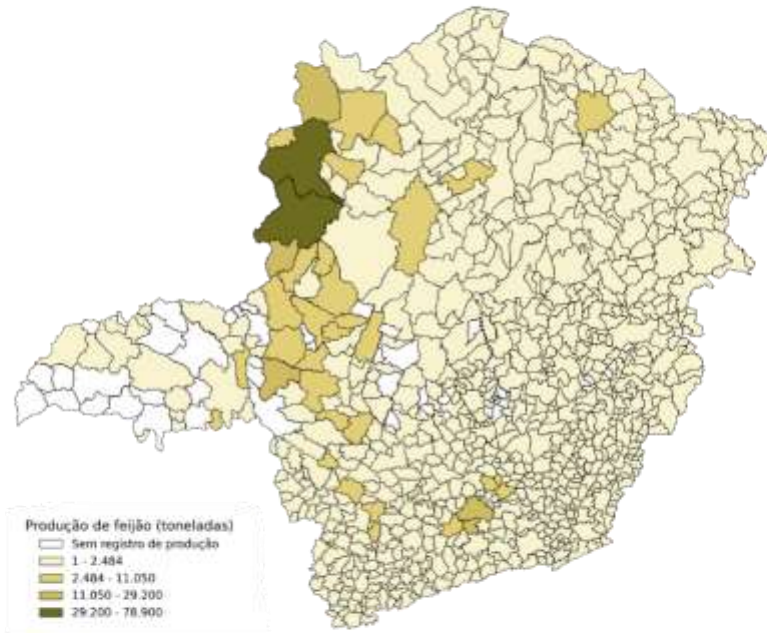 Produção de feijão (toneladas)
Sem registro de produção
1 - 2.484
2.484 - 11.050
11.050 - 29.200
29.200 - 78.900